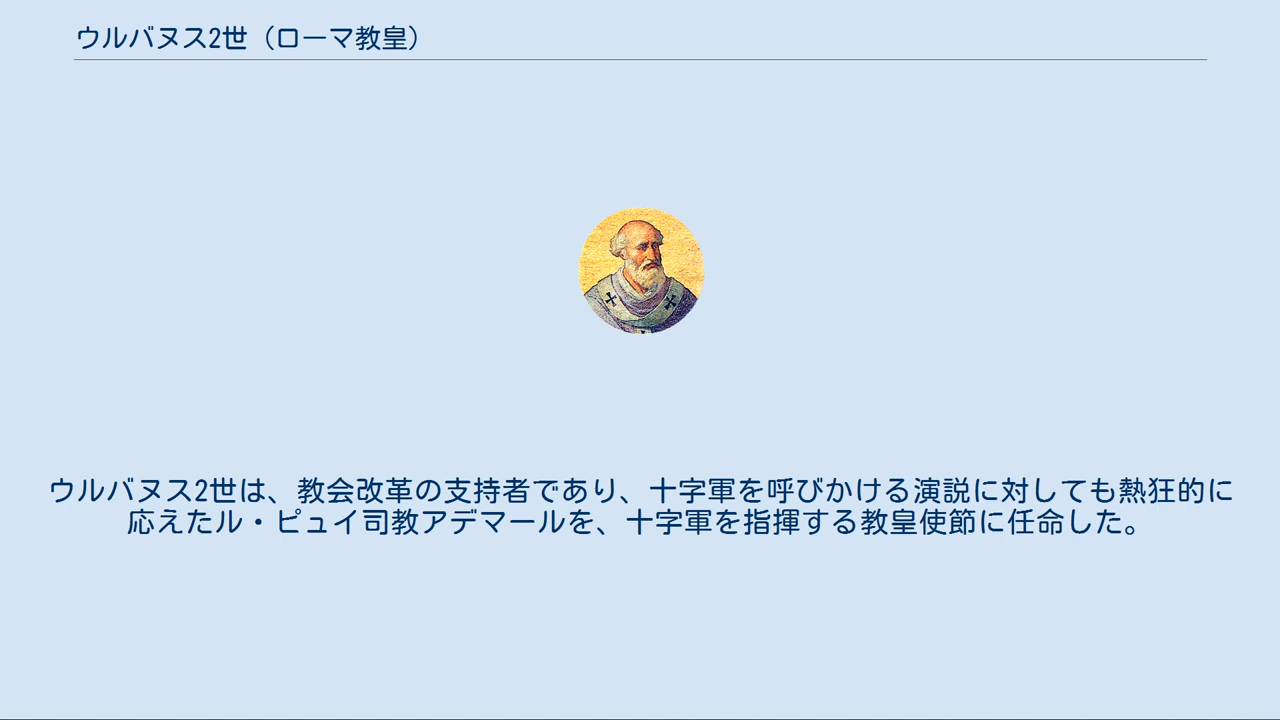 ウルバヌス2世（ローマ教皇）
ウルバヌス2世は、教会改革の支持者であり、十字軍を呼びかける演説に対しても熱狂的に
応えたル・ピュイ司教アデマールを、十字軍を指揮する教皇使節に任命した。